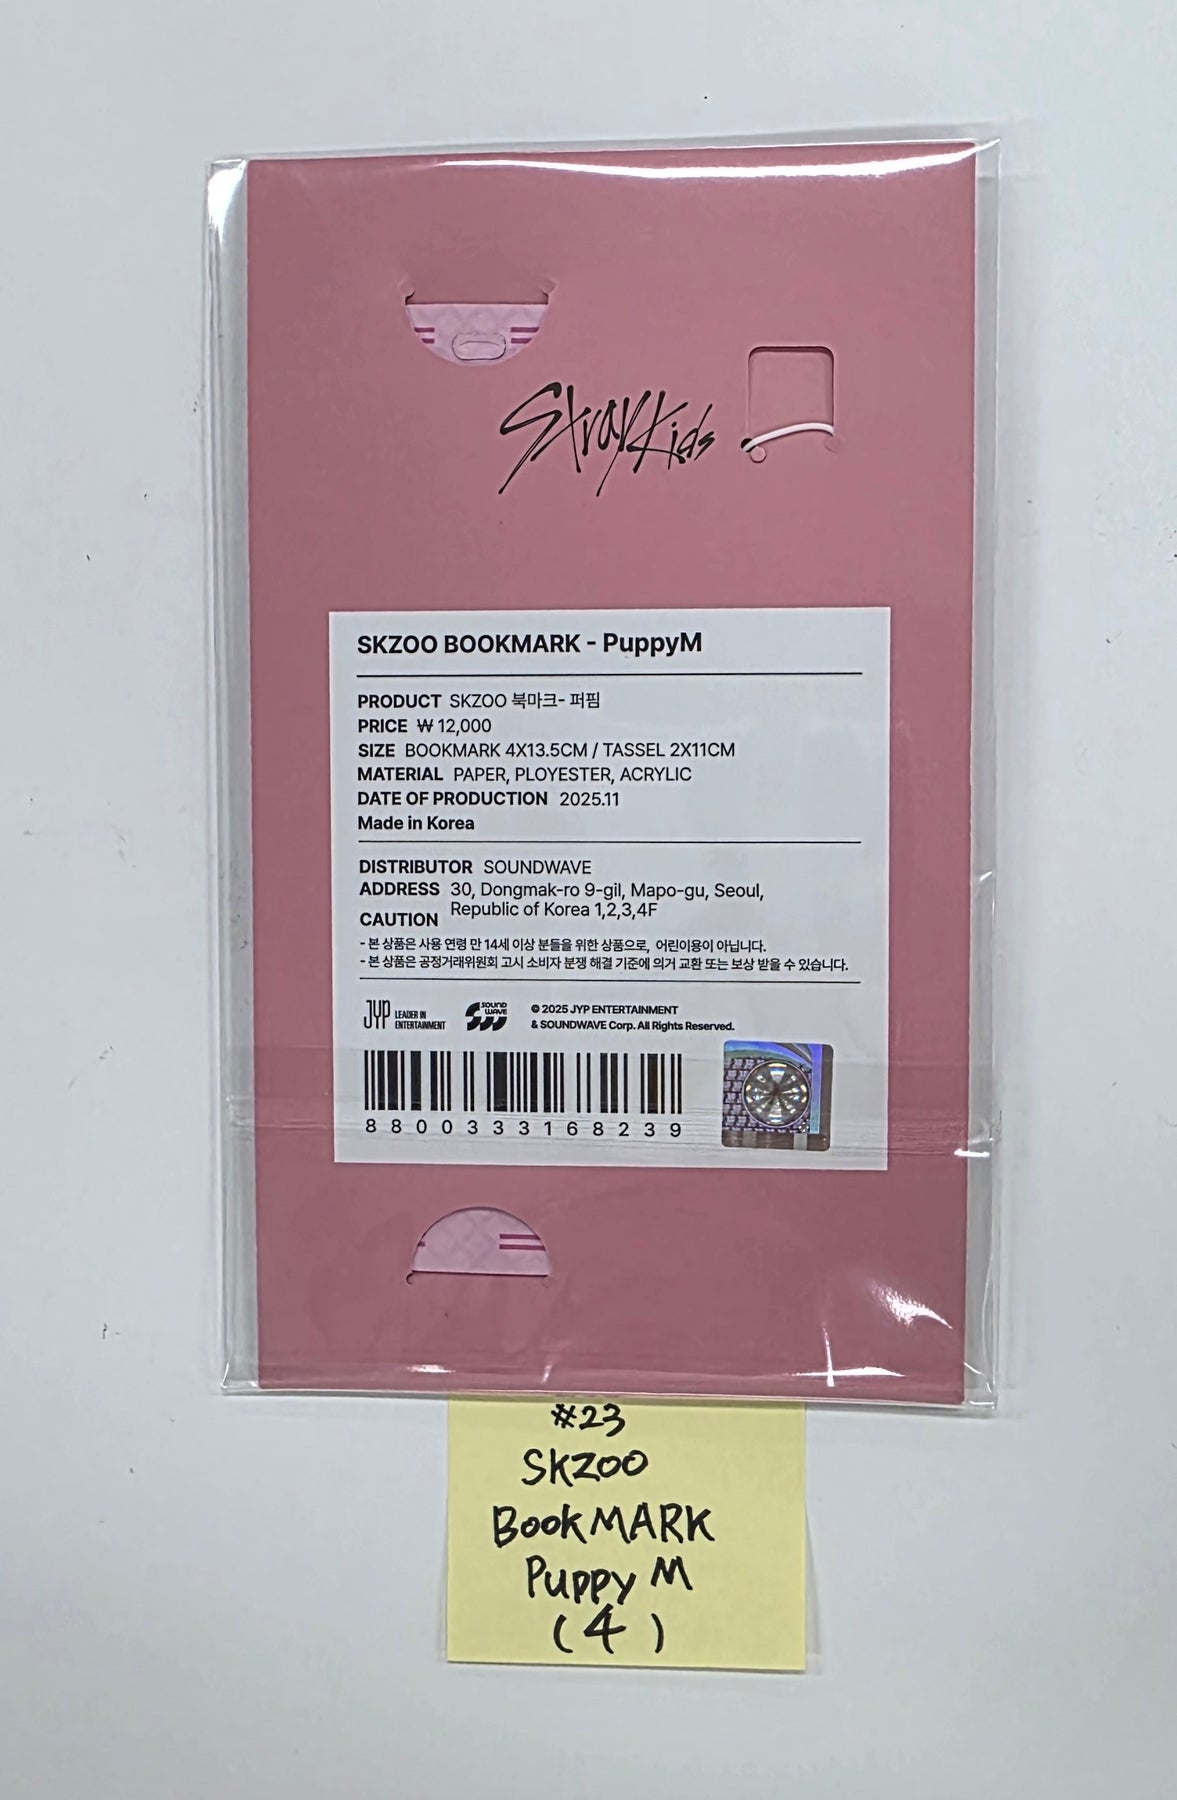 StrayKids
SKZOO BOOKMARK - PuppyM
PRODUCT SKZOO 북마크- 퍼핌
PRICE ₩ 12,000
SIZE BOOKMARK 4X13.5CM / TASSEL 2X11CM
MATERIAL PAPER, PLOYESTER, ACRYLIC
DATE OF PRODUCTION 2025.11
Made in Korea
DISTRIBUTOR SOUNDWAVE
ADDRESS 30, Dongmak-ro 9-gil, Mapo-gu, Seoul,
Republic of Korea 1,2,3,4F
CAUTION
- 본 상품은 사용 연령 만 14세 이상 분들을 위한 상품으로, 어린이용이 아닙니다.
- 본 상품은 공정거래위원회 고시 소비자 분쟁 해결 기준에 의거 교환 또는 보상 받을 수 있습니다.
JYP LEADER IN
ENTERTAINMENT
SOUND
WAVE
© 2025 JYP ENTERTAINMENT
& SOUNDWAVE Corp. All Rights Reserved.
8800333168239
#23
SKZOO
BookMARK
Puppy M
(4)